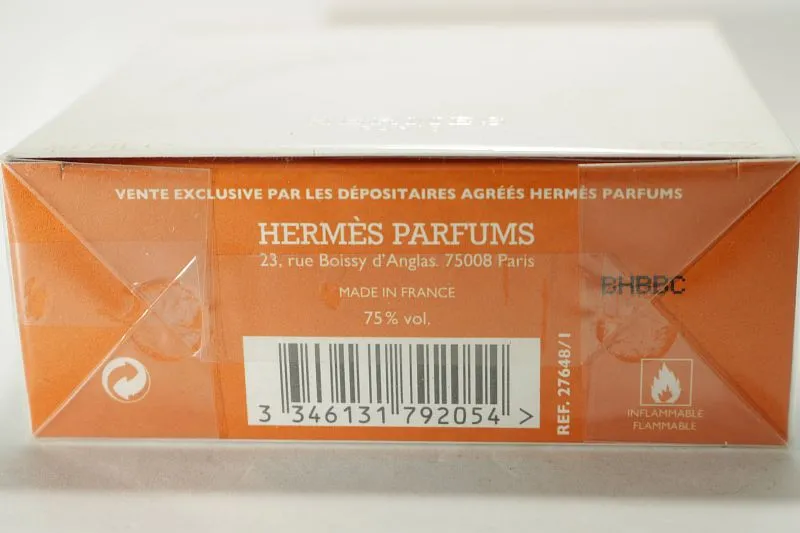 VENTE EXCLUSIVE PAR LES DÉPOSITAIRES AGRÉÉS HERMÈS PARFUMS
HERMÈS PARFUMS
23, rue Boissy d'Anglas. 75008 Paris
MADE IN FRANCE
75% vol.
BHBBC
3 346131 792054 >
REF. 27648/1
INFLAMMABLE
FLAMMABLE